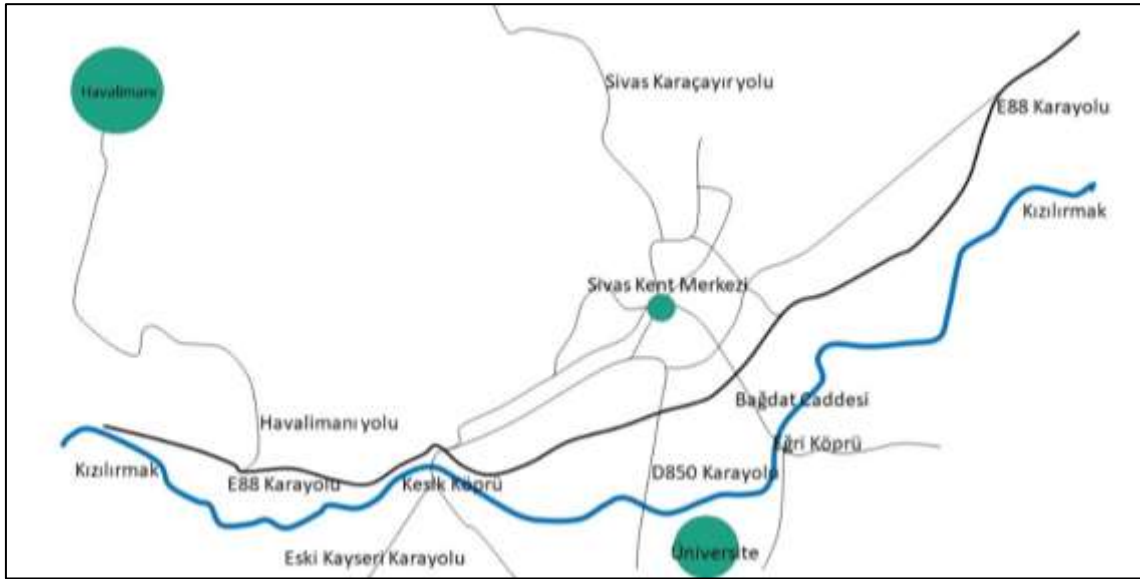 Havalimanı
Sivas Karaçayır yolu
E88 Karayolu
Kızılırmak
Sivas Kent Merkezi
Bağdat Caddesi
Havalimanı yolu
Eğri Köprü
Kızılırmak
E88 Karayolu
Kesik Köprü
D850 Karayolu
Eski Kayseri Karayolu
Üniversite